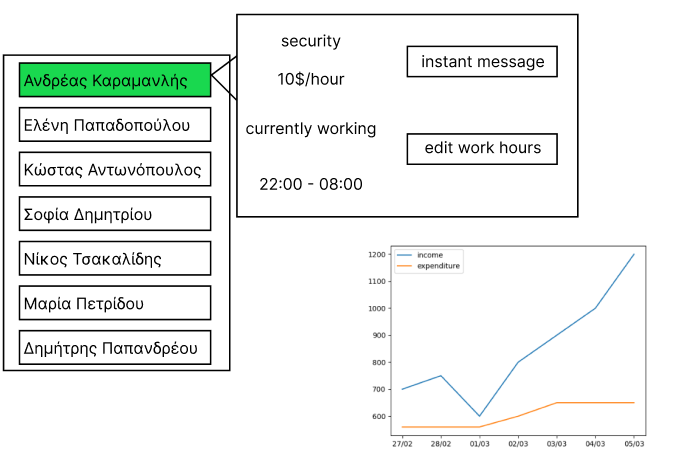 Ανδρέας Καραμανλής
Ελένη Παπαδοπούλου
Κώστας Αντωνόπουλος
Σοφία Δημητρίου
Νίκος Τσακαλίδης
Μαρία Πετρίδου
Δημήτρης Παπανδρέου
security
10$/hour
currently working
22:00 - 08:00
instant message
edit work hours
income
expenditure
1200
1100
1000
900
800
700
600
27/02 28/02 01/03 02/03 03/03 04/03 05/03